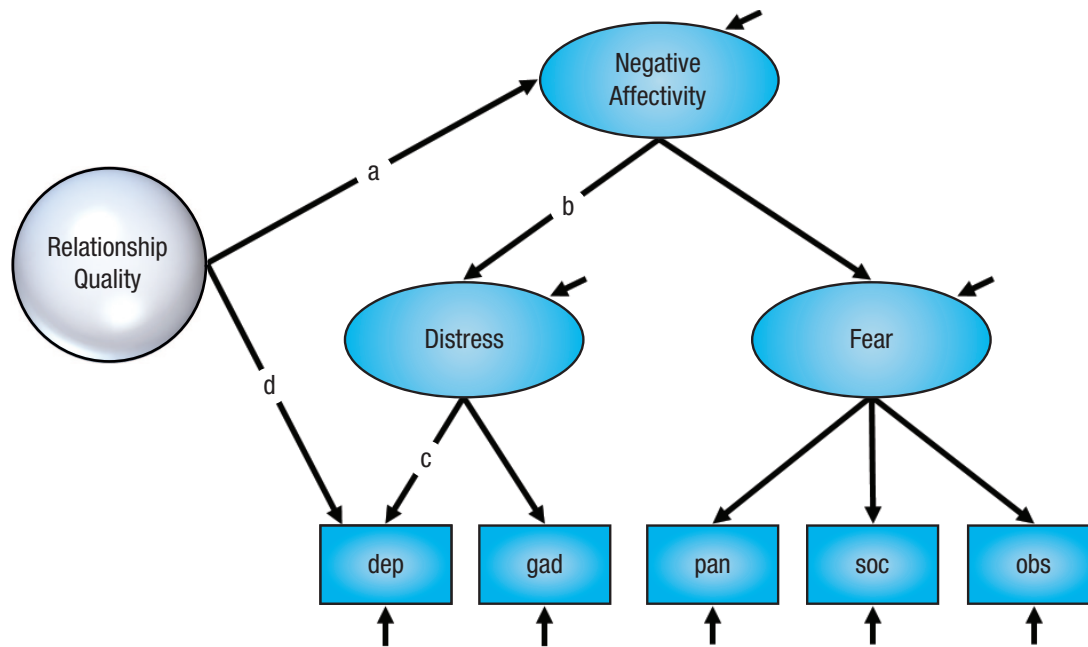 Negative
Affectivity
a
b
Relationship
Quality
Distress
Fear
d
c
dep
gad
pan
soc
obs